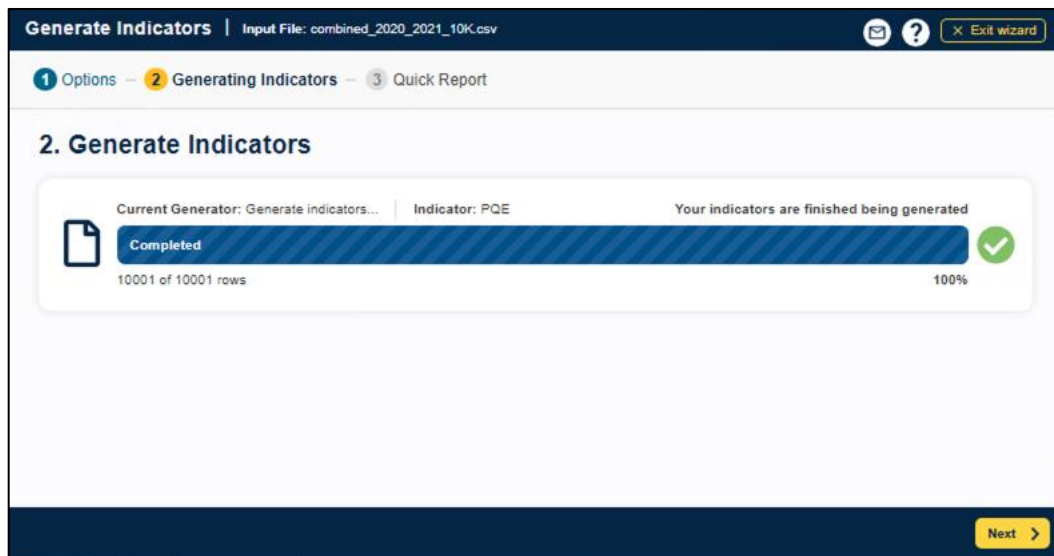 Generate Indicators | Input File: combined_2020_2021_10K.csv ? × Exit wizard
1 Options – 2 Generating Indicators – 3 Quick Report
2. Generate Indicators
Current Generator: Generate indicators... Indicator: PQE Your indicators are finished being generated
Completed
10001 of 10001 rows 100%
Next >